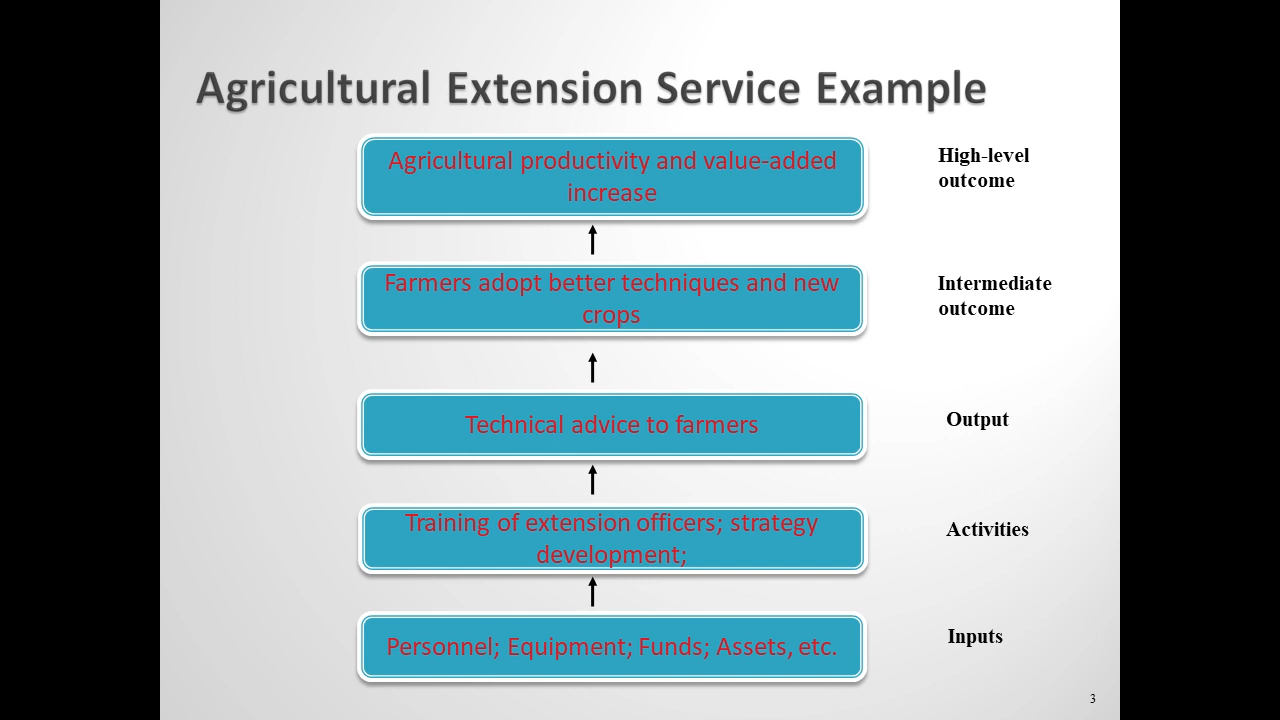 Agricultural Extension Service Example
Agricultural productivity and value-added
increase
High-level
outcome
Farmers adopt better techniques and new
crops
Intermediate
outcome
Technical advice to farmers
Output
Training of extension officers; strategy
development;
Activities
Personnel; Equipment; Funds; Assets, etc.
Inputs
3